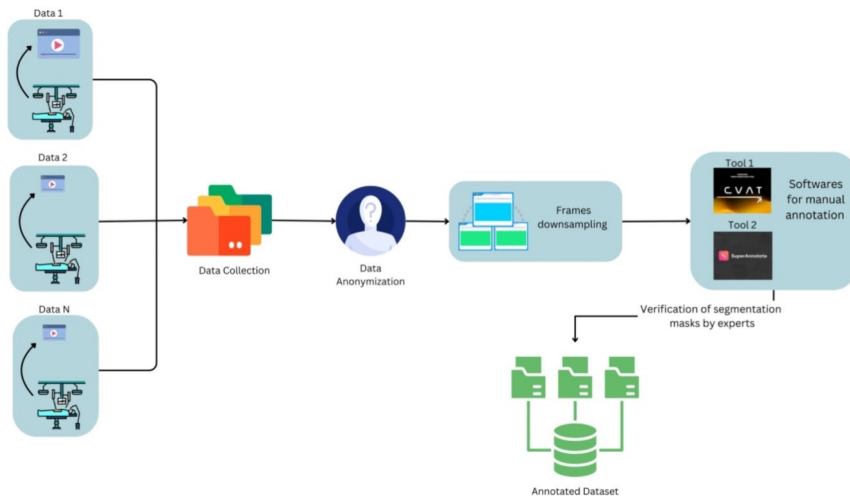 Data 1
Data 2
Data N
Data Collection
Data
Anonymization
Frames
downsampling
Tool 1
CVAT
Tool 2
SuperAnnotate
Softwares
for manual
annotation
Verification of segmentation
masks by experts
Annotated Dataset